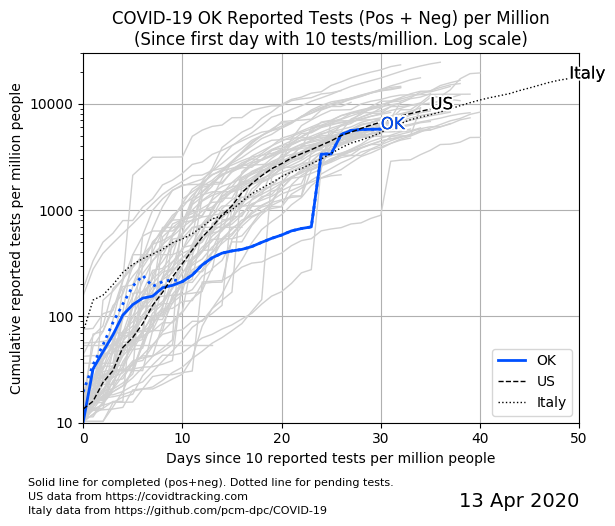 COVID-19 OK Reported Tests (Pos + Neg) per Million
(Since first day with 10 tests/million. Log scale)
Cumulative reported tests per million people
10000
1000
100
10
Italy
US
OK
OK
US
Italy
0 10 20 30 40 50
Days since 10 reported tests per million people
Solid line for completed (pos+neg). Dotted line for pending tests.
US data from https://covidtracking.com
Italy data from https://github.com/pcm-dpc/COVID-19
13 Apr 2020